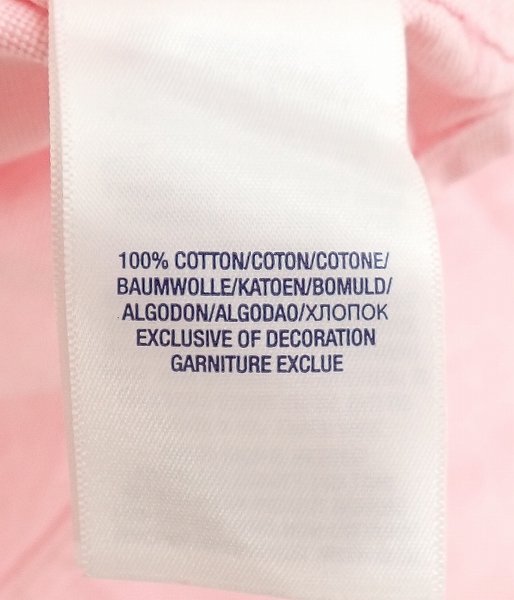 100% COTTON/COTON/COTONE/
BAUMWOLLE/KATOEN/BOMULD/
ALGODON/ALGODAO/ХЛОПОК
EXCLUSIVE OF DECORATION
GARNITURE EXCLUE